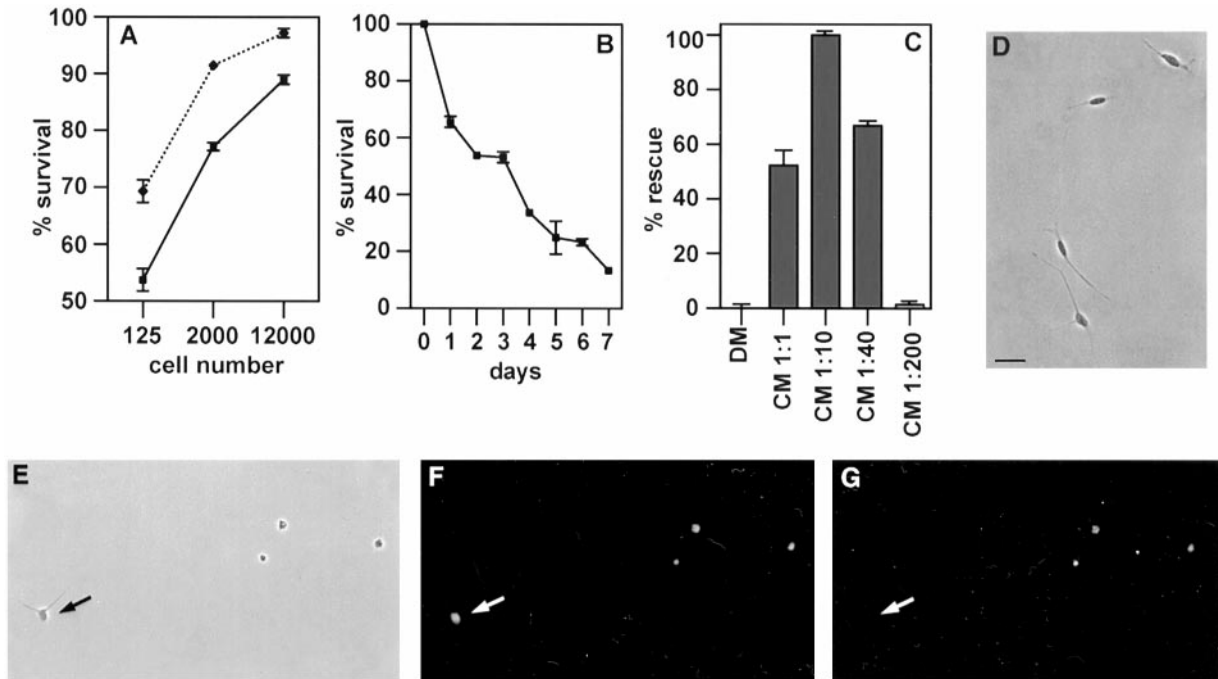 A
% survival
100
90
80
70
60
50
125
2000
12000
cell number
B
% survival
100
80
60
40
20
0
0
1
2
3
4
5
6
7
days
C
% rescue
100
80
60
40
20
0
DM
CM 1:1
CM 1:10
CM 1:40
CM 1:200
D
E
F
G